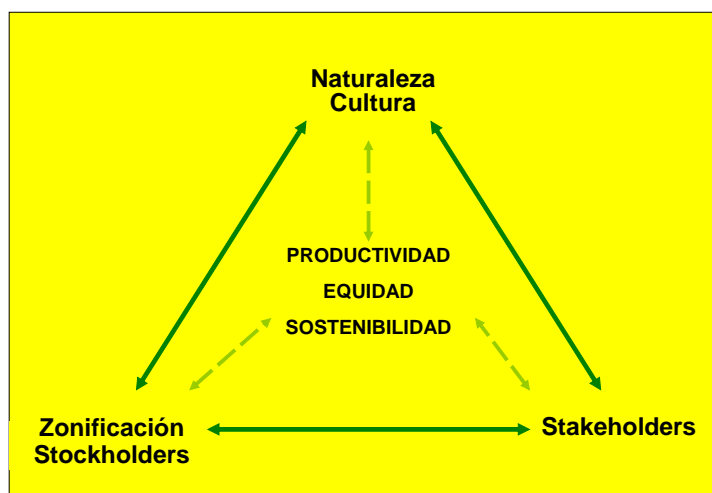 Naturaleza
Cultura
PRODUCTIVIDAD
EQUIDAD
SOSTENIBILIDAD
Zonificación
Stockholders
Stakeholders